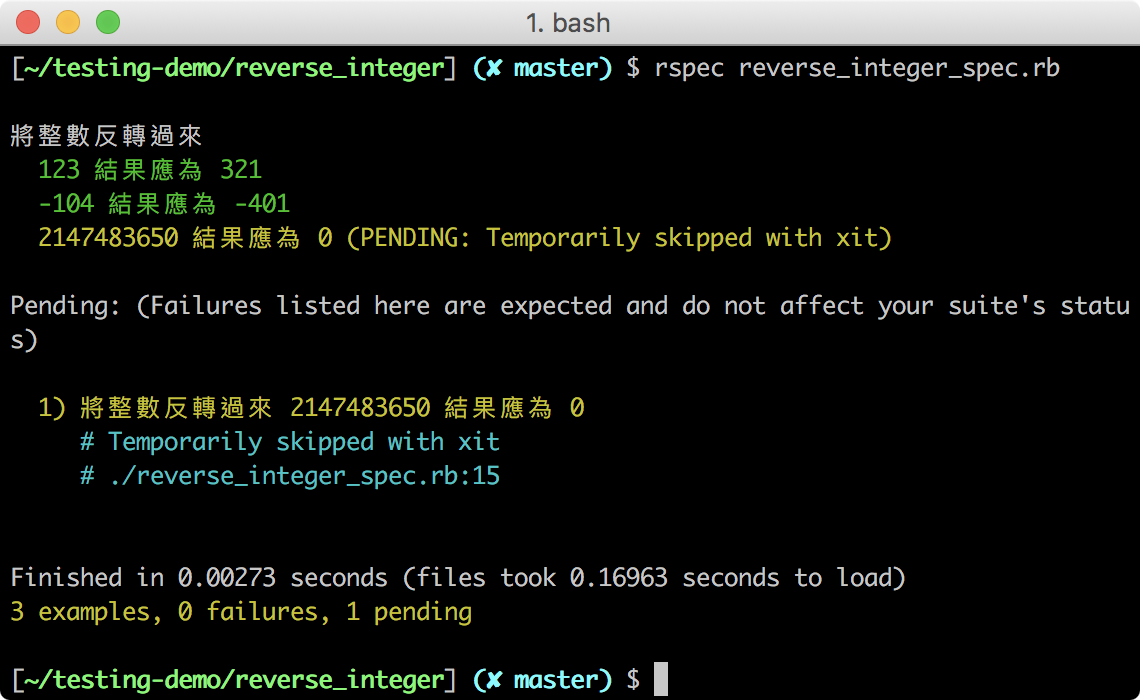 1. bash
[~/testing-demo/reverse_integer] (✘ master) $ rspec reverse_integer_spec.rb
將整數反轉過來
123 結果應為 321
-104 結果應為 -401
2147483650 結果應為 0 (PENDING: Temporarily skipped with xit)
Pending: (Failures listed here are expected and do not affect your suite's statu
s)
1) 將整數反轉過來 2147483650 結果應為 0
# Temporarily skipped with xit
# ./reverse_integer_spec.rb:15
Finished in 0.00273 seconds (files took 0.16963 seconds to load)
3 examples, 0 failures, 1 pending
[~/testing-demo/reverse_integer] (✘ master) $